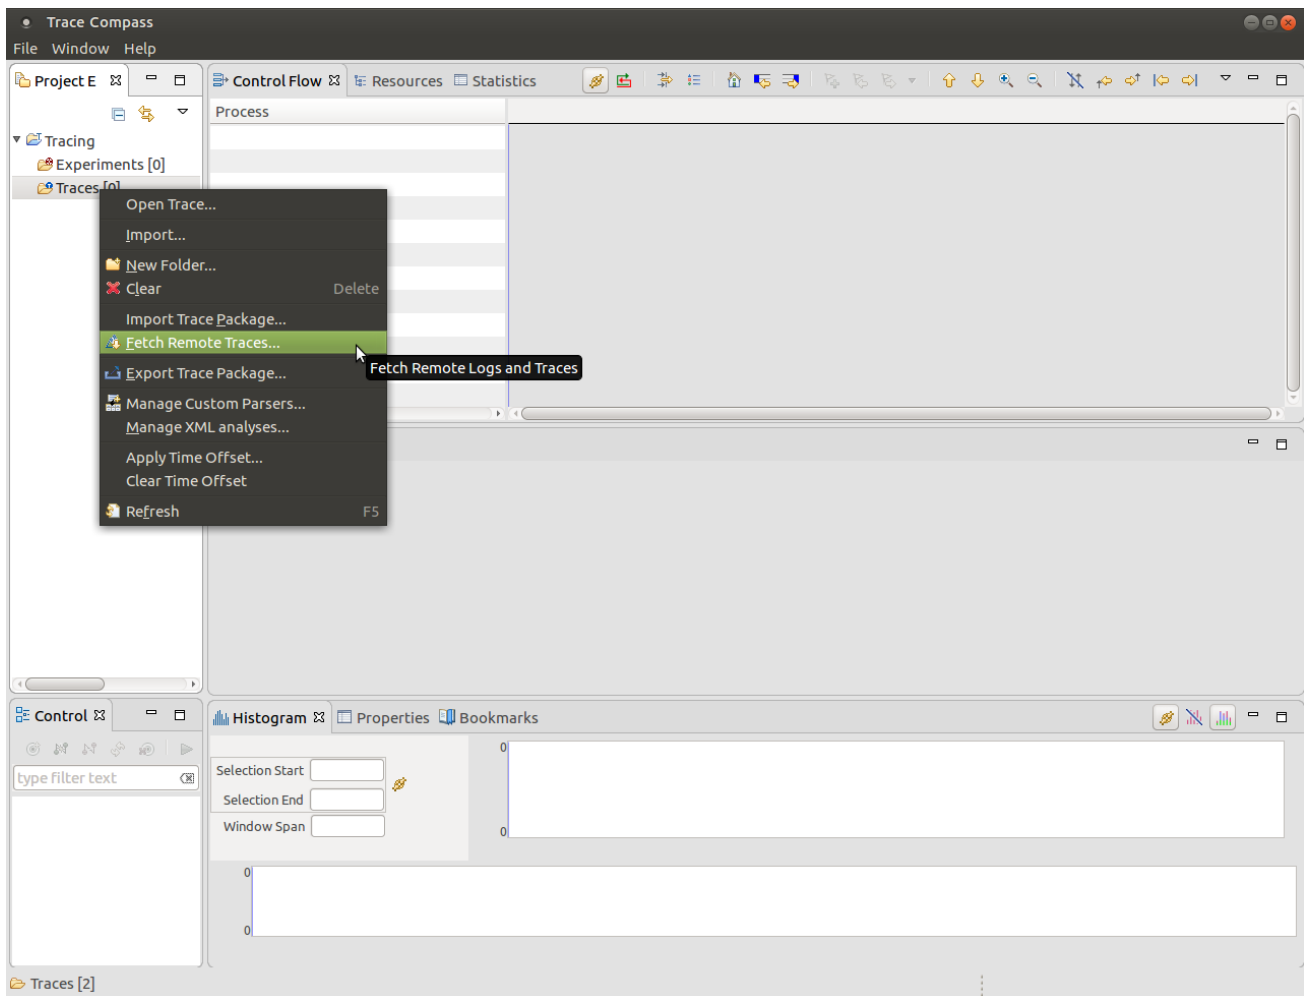 Trace Compass
File Window Help
Project E
Control Flow Resources Statistics
Process
Tracing
Experiments [0]
Traces [0]
Open Trace...
Import...
New Folder...
Clear Delete
Import Trace Package...
Fetch Remote Traces...
Fetch Remote Logs and Traces
Export Trace Package...
Manage Custom Parsers...
Manage XML analyses...
Apply Time Offset...
Clear Time Offset
Refresh F5
Control
type filter text
Histogram Properties Bookmarks
Selection Start
Selection End
Window Span
0
0
0
0
Traces [2]